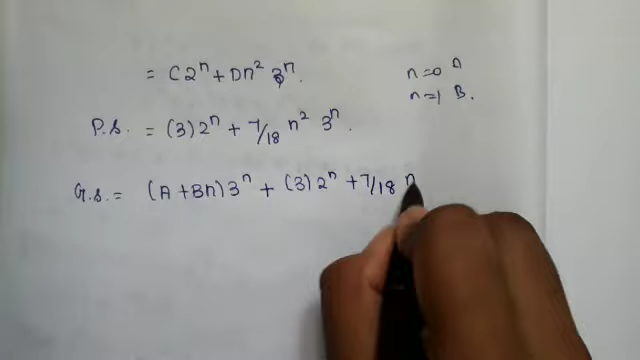 = C2ⁿ + Dn² 3ⁿ.
n=0 A
n=1 B.
P.S. = (3)2ⁿ + 7/18 n² 3ⁿ.
G.S. = (A+Bn)3ⁿ + (3)2ⁿ + 7/18 n